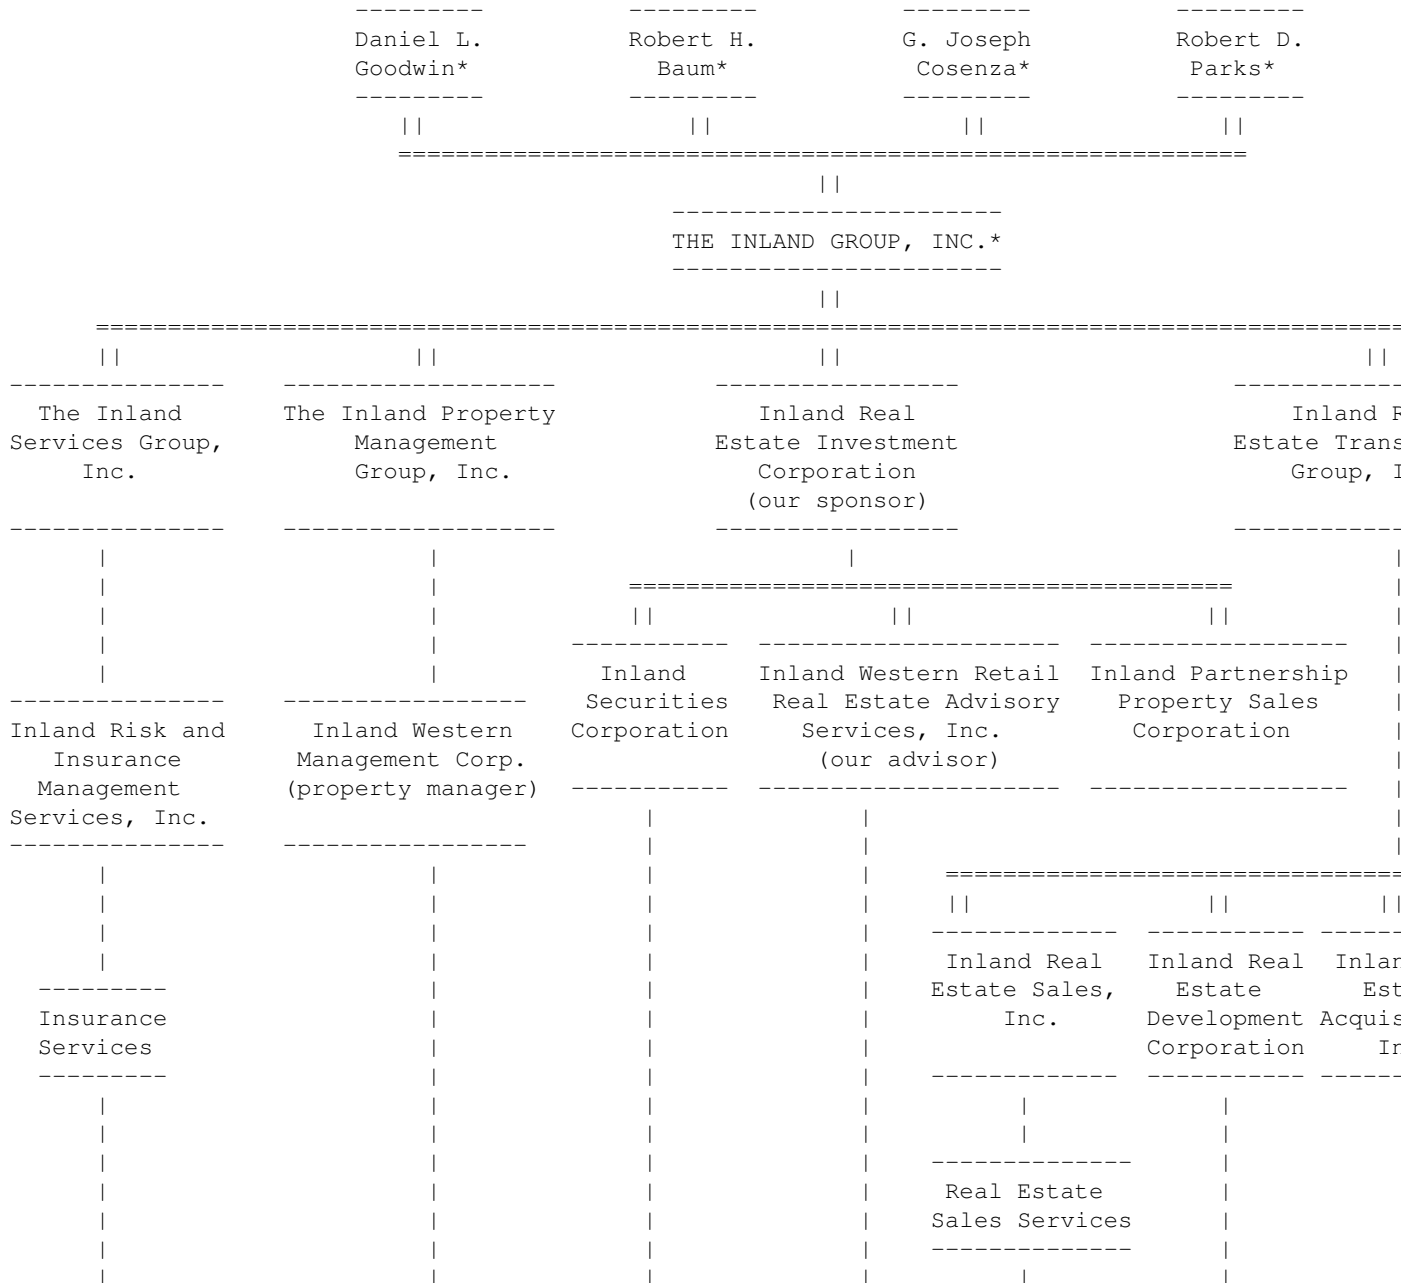 Daniel L. Robert H. G. Joseph Robert D.
Goodwin* Baum* Cosenza* Parks*
THE INLAND GROUP, INC.*
The Inland The Inland Property Inland Real Inland
Services Group, Management Estate Investment Estate
Inc. Group, Inc. Corporation Group,
(our sponsor)
Inland Inland Western Retail Inland Partnership
Securities Real Estate Advisory Property Sales
Inland Risk and Inland Western Corporation Services, Inc. Corporation
Insurance Management Corp. (our advisor)
Management (property manager)
Services, Inc.
Inland Real Inland Real
Estate Sales, Estate
Insurance Inc. Development
Services Corporation
Real Estate
Sales Services